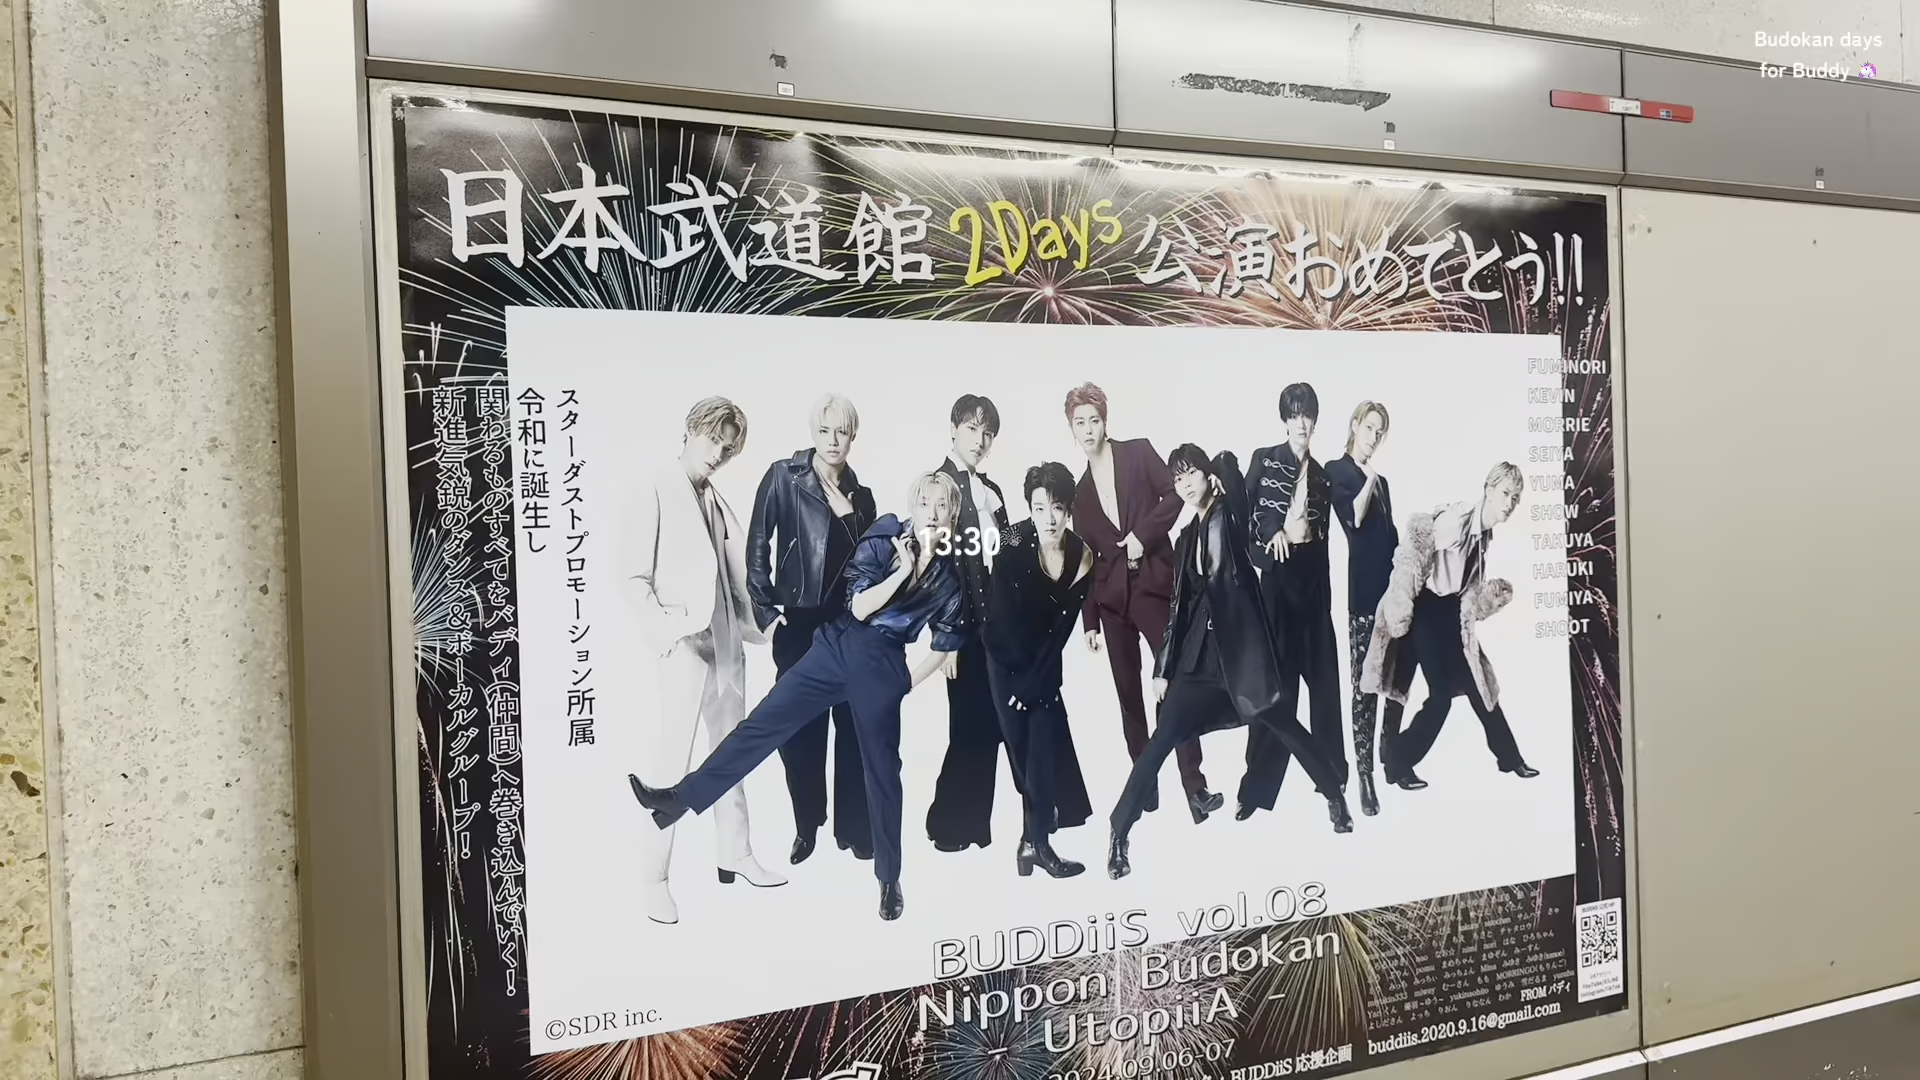 Budokan days
for Buddy
日本武道館 2Days 公演おめでとう!!
スターダストプロモーション所属
令和に誕生し
関わるものすべてをバディ(仲間)へ巻き込んでいく!
新進気鋭のダンス&ボーカルグループ!
FUMINORI
KEVIN
MORRIE
SEIYA
YUMA
SHOW
TAKUYA
HARUKI
FUMIYA
SHOOT
13:30
BUDDiiS vol.08
Nippon Budokan
- UtopiiA -
2024.09.06-07
©SDR inc.
FROM バディ
buddiis.2020.9.16@gmail.com
BUDDiiS 応援企画